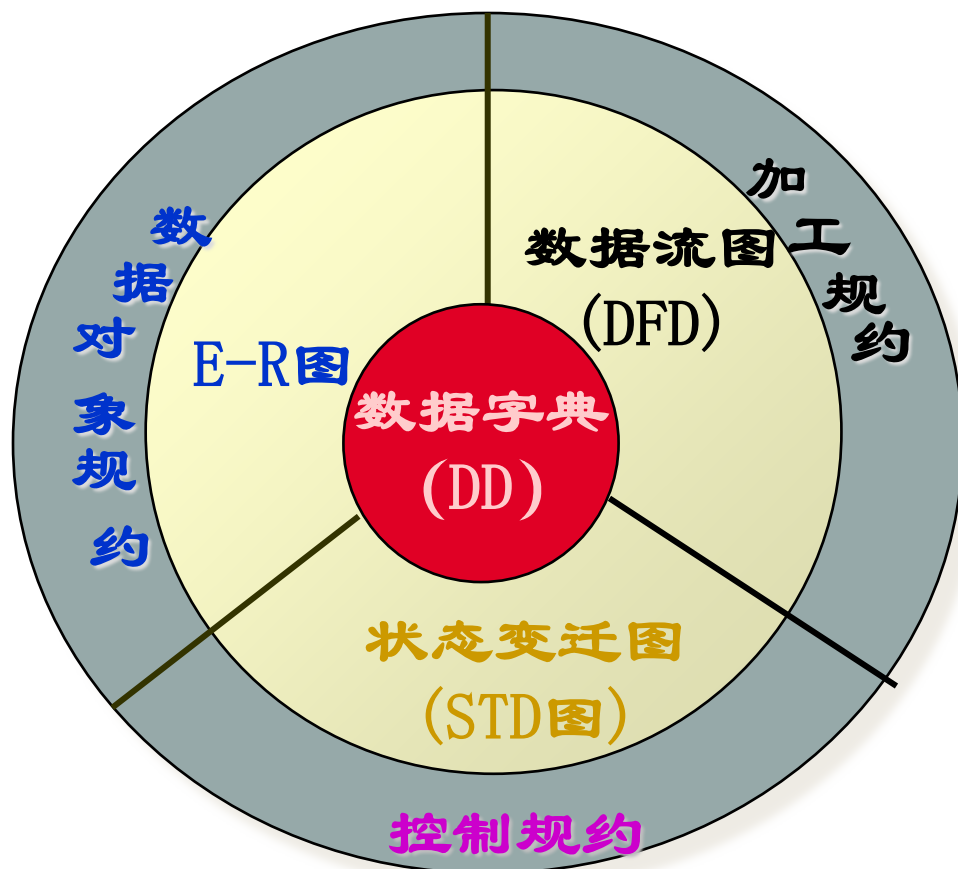 数据对象规约
E-R图
数据流图
(DFD)
加工规约
数据字典
(DD)
状态变迁图
(STD图)
控制规约